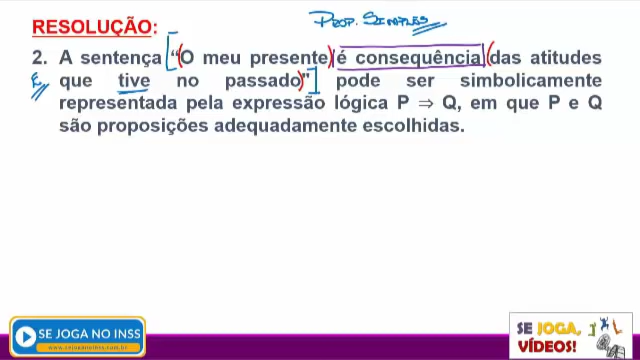 PROP. SIMPLES
RESOLUÇÃO:
2. A sentença “O meu presente é consequência das atitudes
que tive no passado” pode ser simbolicamente
representada pela expressão lógica P ⇒ Q, em que P e Q
são proposições adequadamente escolhidas.
E
SE JOGA NO INSS
www.sejoganoinss.com.br
SE JOGA,
VÍDEOS!